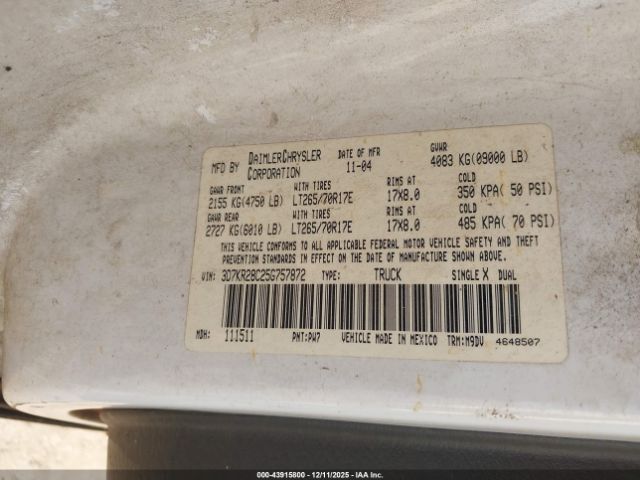 MFD BY DAIMLERCHRYSLER CORPORATION DATE OF MFR 11-04 GVWR 4083 KG(09000 LB)
GAWR FRONT WITH TIRES RIMS AT COLD
2155 KG(4750 LB) LT265/70R17E 17X8.0 350 KPA( 50 PSI)
GAWR REAR WITH TIRES RIMS AT COLD
2727 KG(6010 LB) LT265/70R17E 17X8.0 485 KPA( 70 PSI)
THIS VEHICLE CONFORMS TO ALL APPLICABLE FEDERAL MOTOR VEHICLE SAFETY AND THEFT
PREVENTION STANDARDS IN EFFECT ON THE DATE OF MANUFACTURE SHOWN ABOVE.
VIN: 3D7KR28C25G757872 TYPE: TRUCK SINGLE X DUAL
MDH: 111511 PNT: PW7 VEHICLE MADE IN MEXICO TRM: M9DV 4648507
000-43915800 - 12/11/2025 - IAAI, Inc.